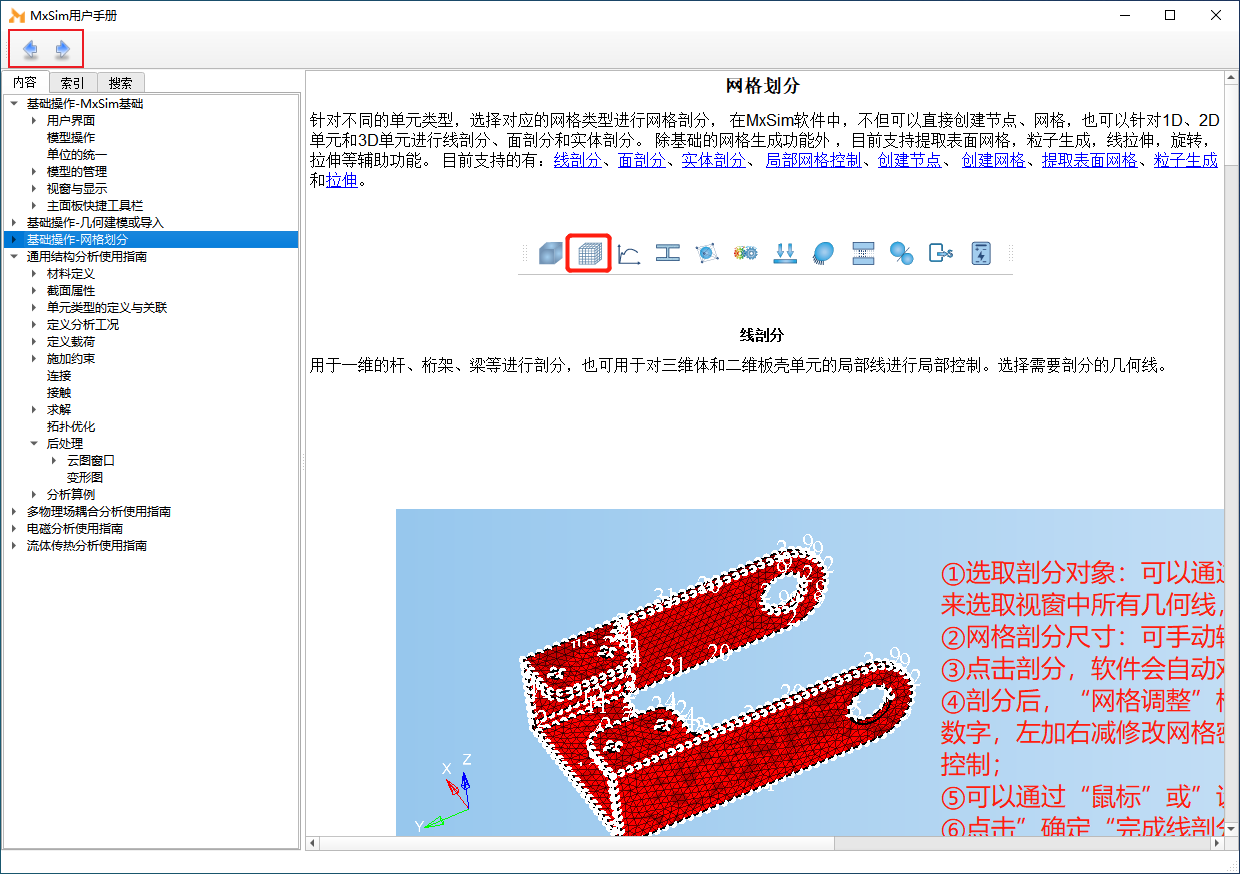 MxSim用户手册
内容
索引
搜索
基础操作-MxSim基础
用户界面
模型操作
单位的统一
模型的管理
视窗与显示
主面板快捷工具栏
基础操作-几何建模或导入
基础操作-网格划分
通用结构分析使用指南
材料定义
截面属性
单元类型的定义与关联
定义分析工况
定义载荷
施加约束
连接
接触
求解
拓扑优化
后处理
云图窗口
变形图
分析算例
多物理场耦合分析使用指南
电磁分析使用指南
流体传热分析使用指南
网格划分
针对不同的单元类型，选择对应的网格类型进行网格剖分， 在MxSim软件中，不但可以直接创建节点、网格，也可以针对1D、2D
单元和3D单元进行线剖分、面剖分和实体剖分。 除基础的网格生成功能外 ，目前支持提取表面网格，粒子生成，线拉伸，旋转，
拉伸等辅助功能。 目前支持的有：线剖分、面剖分、实体剖分、 局部网格控制、创建节点、 创建网格、提取表面网格、粒子生成
和拉伸。
线剖分
用于一维的杆、桁架、梁等进行剖分，也可用于对三维体和二维板壳单元的局部线进行局部控制。选择需要剖分的几何线。
①选取剖分对象：可以通过
来选取视窗中所有几何线，
②网格剖分尺寸：可手动输
③点击剖分，软件会自动对
④剖分后，“网格调整”
数字，左加右减修改网格密
控制；
⑤可以通过“鼠标”或”
⑥点击”确定“完成线剖分
31
20
X
Z
Y